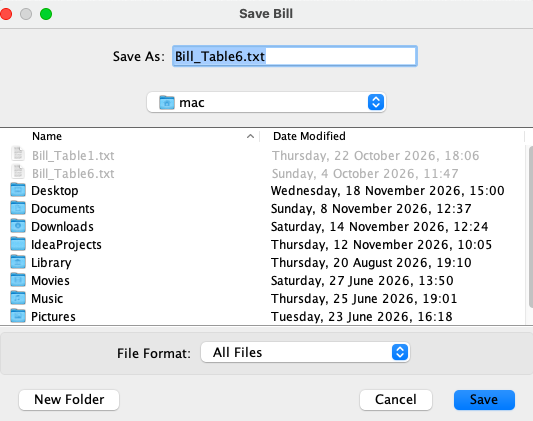 Save Bill
Save As: Bill_Table6.txt
mac
Name Date Modified
Bill_Table1.txt Thursday, 22 October 2026, 18:06
Bill_Table6.txt Sunday, 4 October 2026, 11:47
Desktop Wednesday, 18 November 2026, 15:00
Documents Sunday, 8 November 2026, 12:37
Downloads Saturday, 14 November 2026, 12:24
IdeaProjects Thursday, 12 November 2026, 10:05
Library Thursday, 20 August 2026, 19:10
Movies Saturday, 27 June 2026, 13:50
Music Thursday, 25 June 2026, 19:01
Pictures Tuesday, 23 June 2026, 16:18
File Format: All Files
New Folder Cancel Save